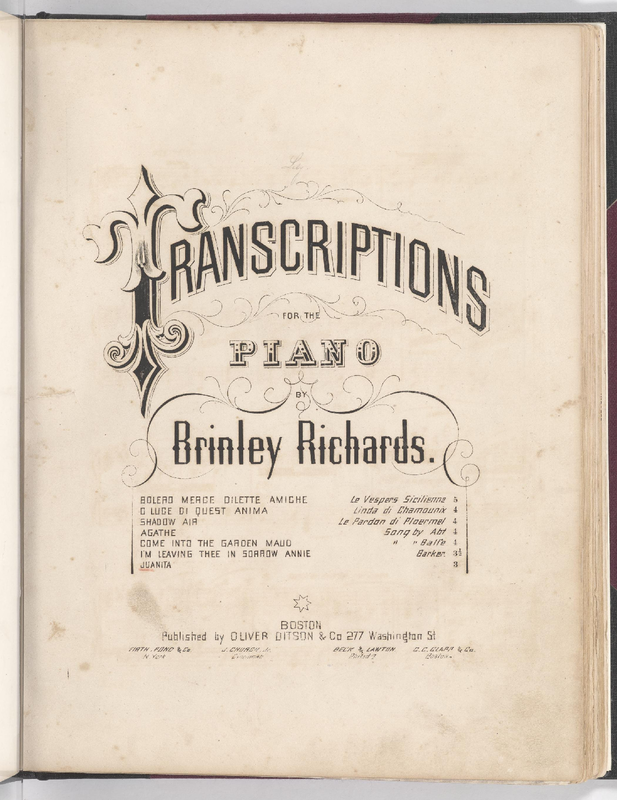 TRANSCRIPTIONS
FOR THE
PIANO
BY
Brinley Richards.
BOLERO MERCE DILETTE AMICHE Le Vespers Sicilienne 5
O LUCE DI QUEST ANIMA Linda di Chamounix 4
SHADOW AIR Le Pardon di Ploermel 4
AGATHE Song by Abt 4
COME INTO THE GARDEN MAUD " " Balfe 4
I'M LEAVING THEE IN SORROW ANNIE Barker 3½
JUANITA 3
BOSTON
Published by OLIVER DITSON & Co 277 Washington St
FIRTH, POND & Co. J. CHURCH, Jr. BECK & LAWTON G. C. CLAPP & Co.
N. York Cincinnati Boston.